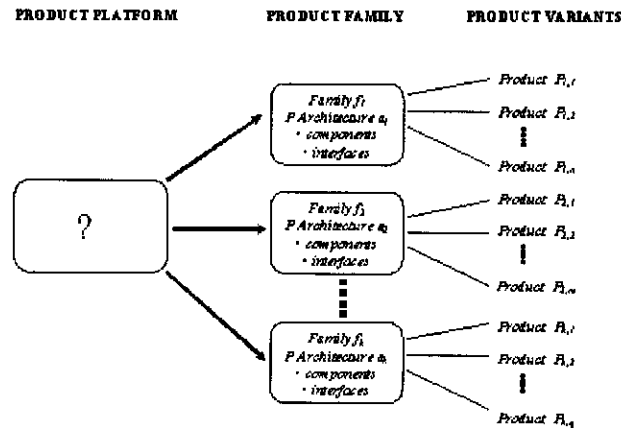 PRODUCT PLATFORM
PRODUCT FAMILY
PRODUCT VARIANTS
?
Family f1
P Architecture a1
· components
· interfaces
Product P1,1
Product P1,2
Product P1,n
Family f2
P Architecture a2
· components
· interfaces
Product P2,1
Product P2,2
Product P2,m
Family fk
P Architecture ak
· components
· interfaces
Product Pk,1
Product Pk,2
Product Pk,q